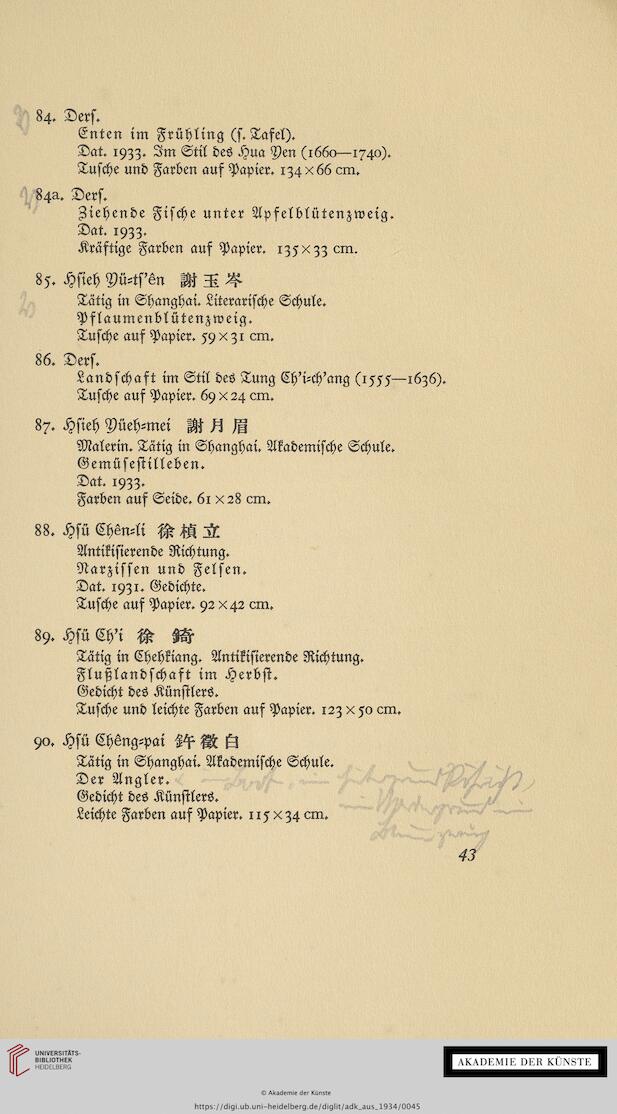 84. Ders.
Enten im Frühling (s. Tafel).
Dat. 1933. Im Stil des Hua Yen (1660—1740).
Tusche und Farben auf Papier. 134×66 cm.
84a. Ders.
Ziehende Fische unter Apfelblütenzweig.
Dat. 1933.
Kräftige Farben auf Papier. 135×33 cm.
85. Hsieh Yü-ts'ên 謝玉岑
Tätig in Shanghai. Literarische Schule.
Pflaumenblütenzweig.
Tusche auf Papier. 59×31 cm.
86. Ders.
Landschaft im Stil des Tung Ch'i-ch'ang (1555—1636).
Tusche auf Papier. 69×24 cm.
87. Hsieh Yüeh-mei 謝月眉
Malerin. Tätig in Shanghai. Akademische Schule.
Gemüsestilleben.
Dat. 1933.
Farben auf Seide. 61×28 cm.
88. Hsü Chên-li 徐楨立
Antikisierende Richtung.
Narzissen und Felsen.
Dat. 1931. Gedichte.
Tusche auf Papier. 92×42 cm.
89. Hsü Ch'i 徐錡
Tätig in Chehkiang. Antikisierende Richtung.
Flußlandschaft im Herbst.
Gedicht des Künstlers.
Tusche und leichte Farben auf Papier. 123×50 cm.
90. Hsü Chêng-pai 許徵白
Tätig in Shanghai. Akademische Schule.
Der Angler.
Gedicht des Künstlers.
Leichte Farben auf Papier. 115×34 cm.
43
UNIVERSITÄTS-
BIBLIOTHEK
HEIDELBERG
AKADEMIE DER KÜNSTE
© Akademie der Künste
https://digi.ub.uni-heidelberg.de/diglit/adk_aus_1934/0045